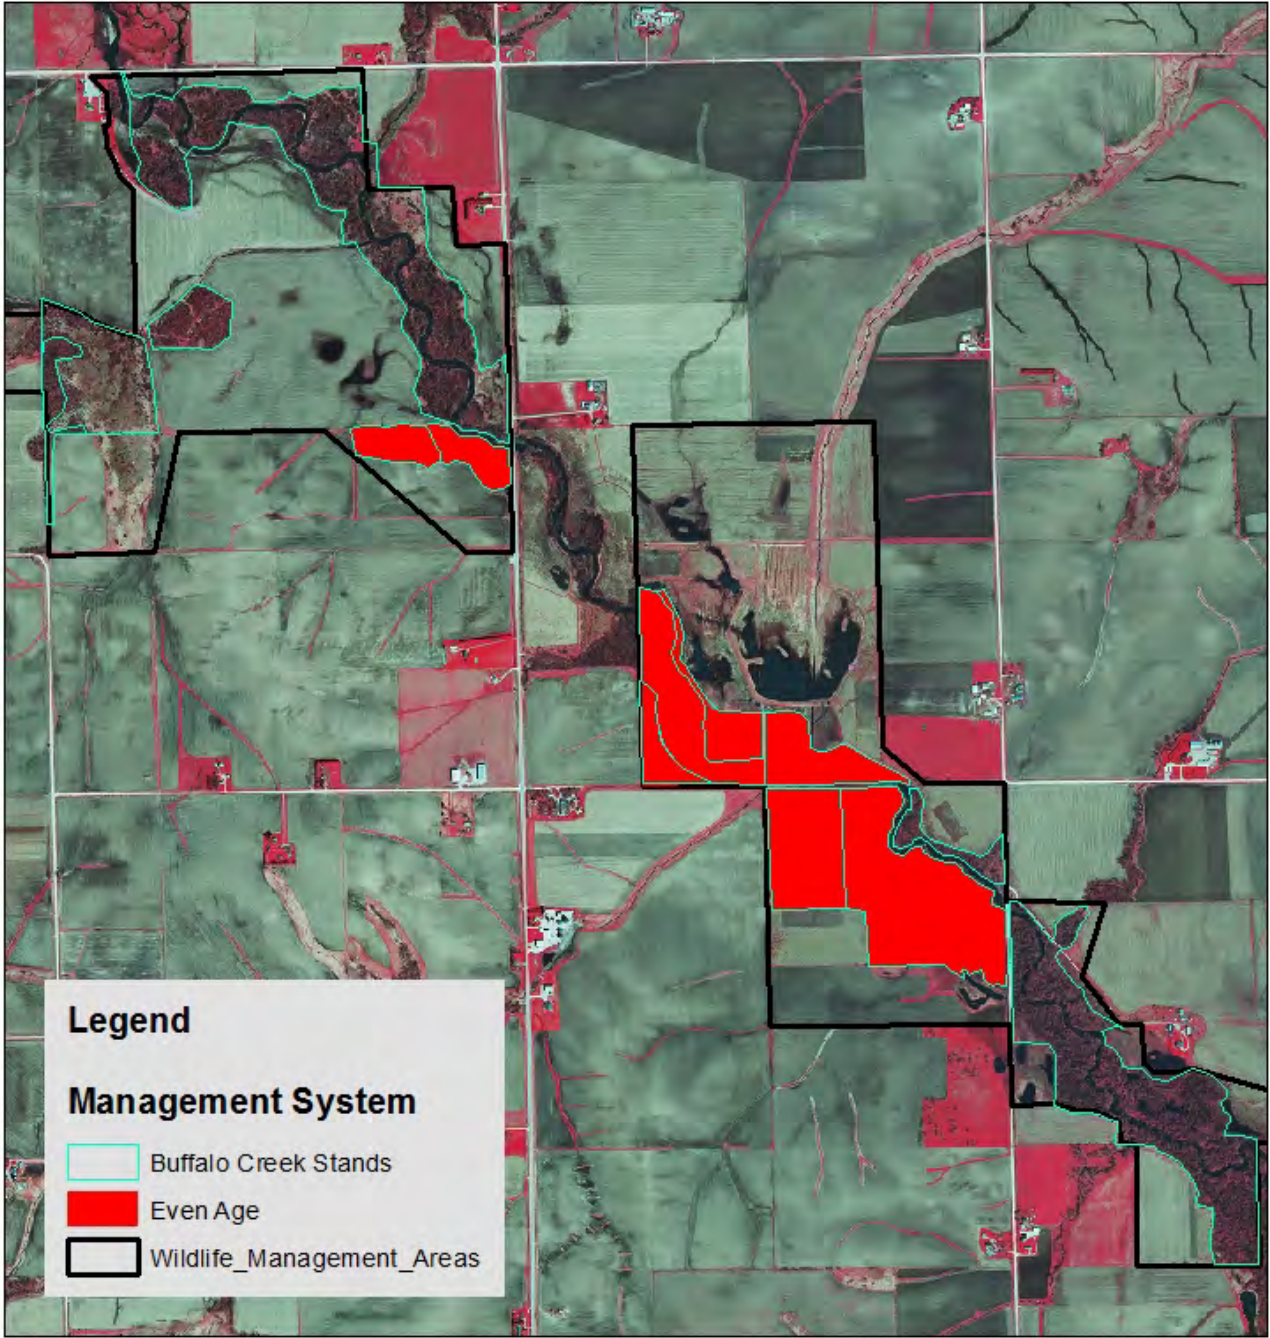 Legend
Management System
Buffalo Creek Stands
Even Age
Wildlife_Management_Areas